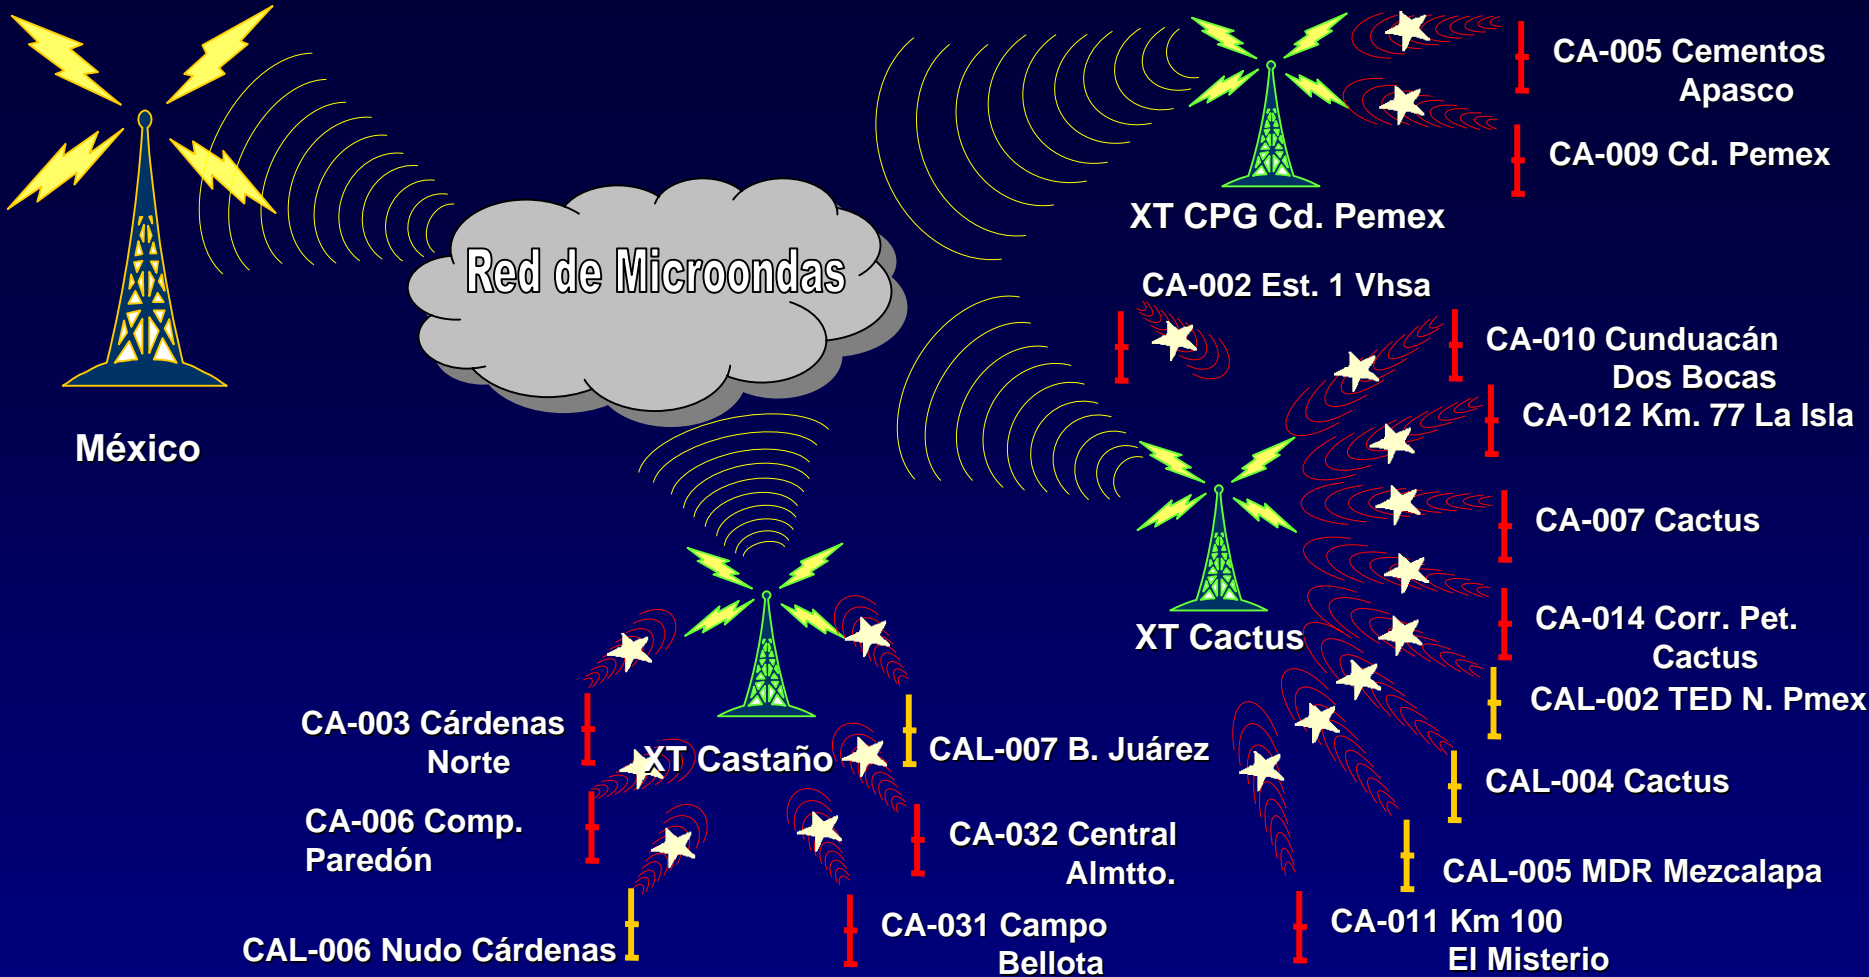 CA-005 Cementos
Apasco
CA-009 Cd. Pemex
XT CPG Cd. Pemex
Red de Microondas
CA-002 Est. 1 Vhsa
CA-010 Cunduacán
Dos Bocas
CA-012 Km. 77 La Isla
México
CA-007 Cactus
CA-014 Corr. Pet.
Cactus
XT Cactus
CAL-002 TED N. Pmex
CA-003 Cárdenas
Norte
XT Castaño
CAL-007 B. Juárez
CAL-004 Cactus
CA-006 Comp.
Paredón
CA-032 Central
Almtto.
CAL-005 MDR Mezcalapa
CA-031 Campo
Bellota
CA-011 Km 100
El Misterio
CAL-006 Nudo Cárdenas